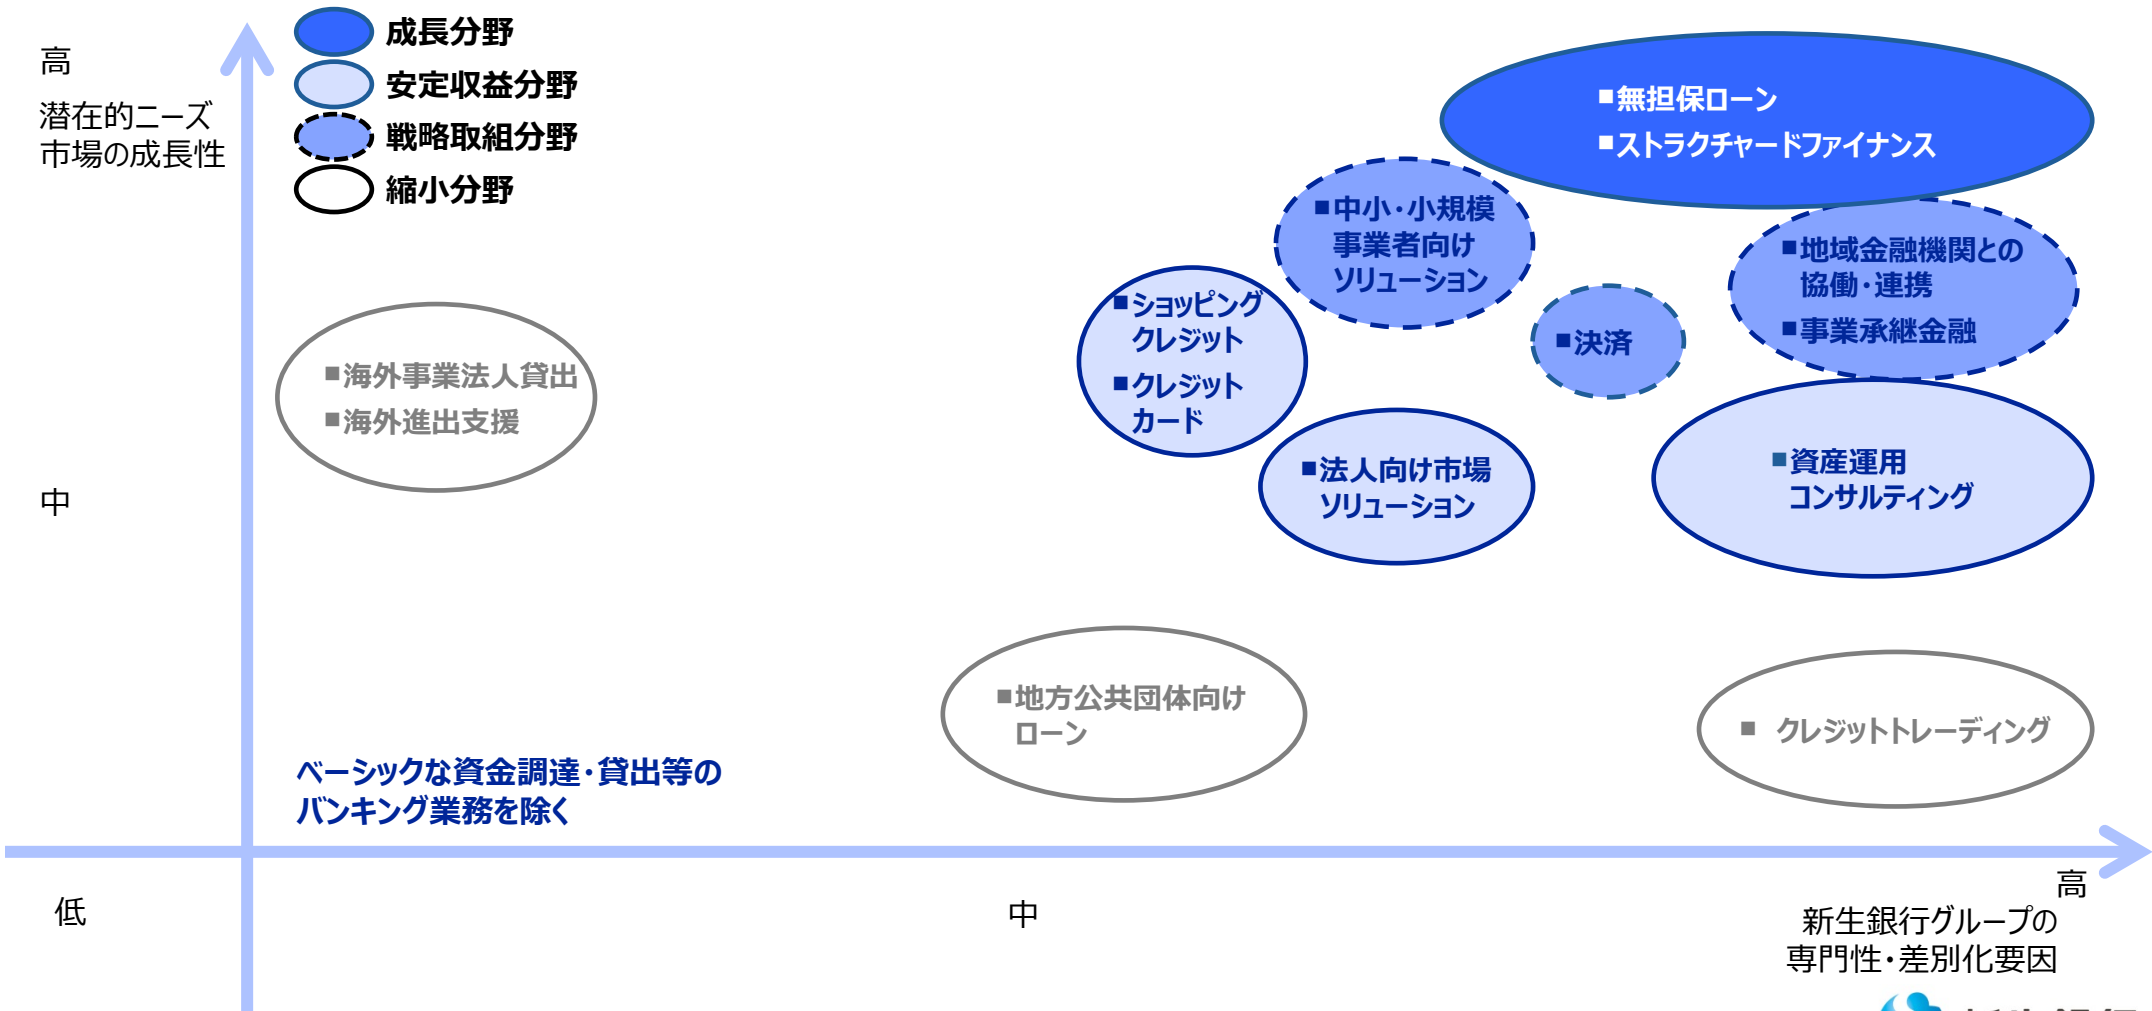 高
潜在的ニーズ
市場の成長性
成長分野
安定収益分野
戦略取組分野
縮小分野
■無担保ローン
■ストラクチャードファイナンス
■中小・小規模
事業者向け
ソリューション
■地域金融機関との
協働・連携
■事業承継金融
■ショッピング
クレジット
■クレジット
カード
■決済
■海外事業法人貸出
■海外進出支援
■法人向け市場
ソリューション
■資産運用
コンサルティング
中
■地方公共団体向け
ローン
■ クレジットトレーディング
ベーシックな資金調達・貸出等の
バンキング業務を除く
低
中
高
新生銀行グループの
専門性・差別化要因